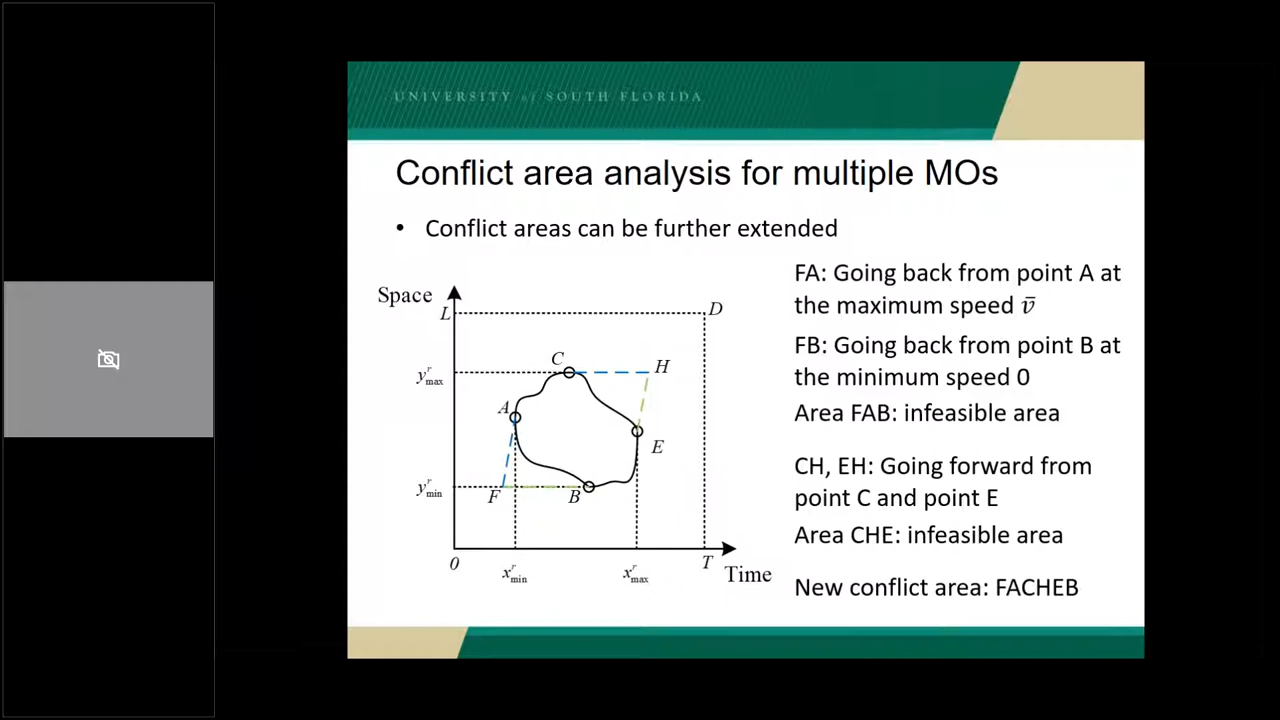 UNIVERSITY of SOUTH FLORIDA
Conflict area analysis for multiple MOs
• Conflict areas can be further extended
Space
L
D
C
H
y^r_max
A
E
y^r_min
F
B
0
x^r_min
x^r_max
T
Time
FA: Going back from point A at
the maximum speed v̄
FB: Going back from point B at
the minimum speed 0
Area FAB: infeasible area
CH, EH: Going forward from
point C and point E
Area CHE: infeasible area
New conflict area: FACHEB